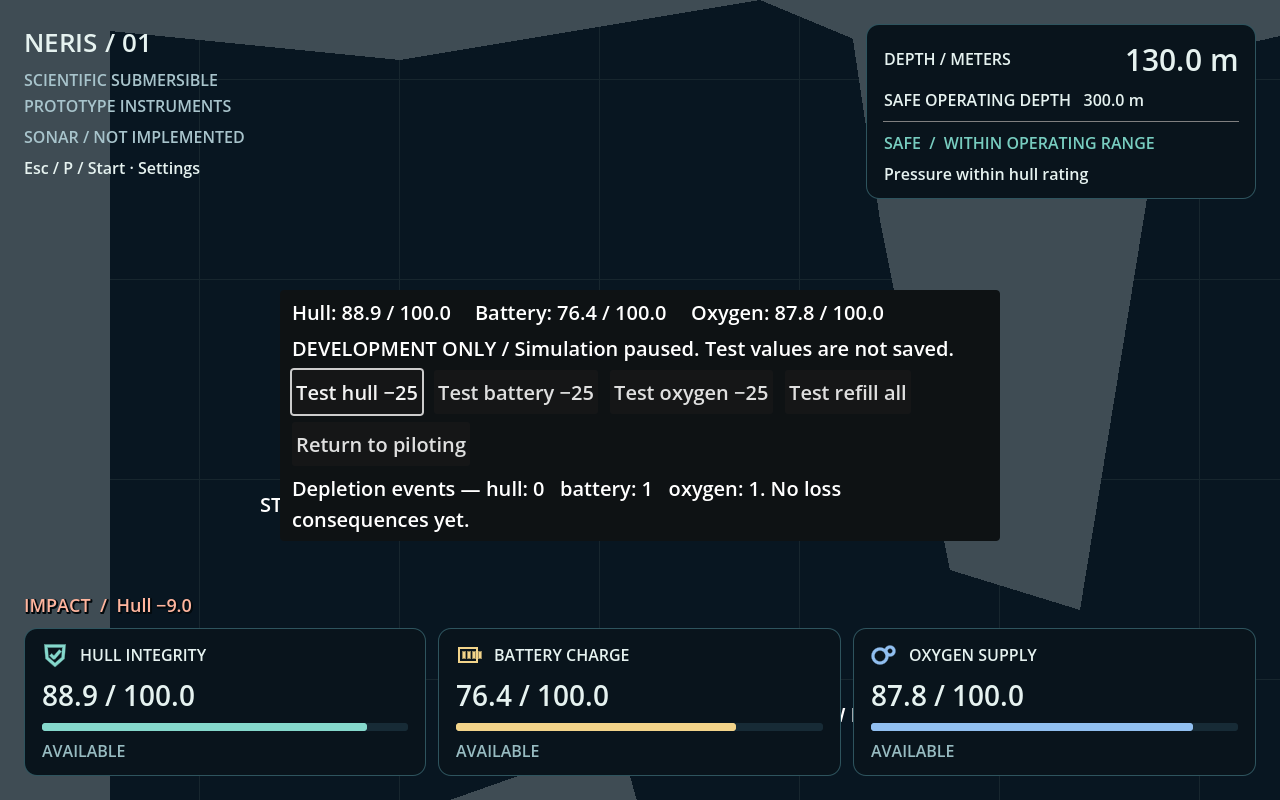 NERIS / 01
SCIENTIFIC SUBMERSIBLE
PROTOTYPE INSTRUMENTS
SONAR / NOT IMPLEMENTED
Esc / P / Start · Settings
DEPTH / METERS 130.0 m
SAFE OPERATING DEPTH 300.0 m
SAFE / WITHIN OPERATING RANGE
Pressure within hull rating
Hull: 88.9 / 100.0 Battery: 76.4 / 100.0 Oxygen: 87.8 / 100.0
DEVELOPMENT ONLY / Simulation paused. Test values are not saved.
Test hull −25 Test battery −25 Test oxygen −25 Test refill all
Return to piloting
Depletion events — hull: 0 battery: 1 oxygen: 1. No loss
consequences yet.
ST
IMPACT / Hull −9.0
HULL INTEGRITY
88.9 / 100.0
AVAILABLE
BATTERY CHARGE
76.4 / 100.0
AVAILABLE
OXYGEN SUPPLY
87.8 / 100.0
AVAILABLE